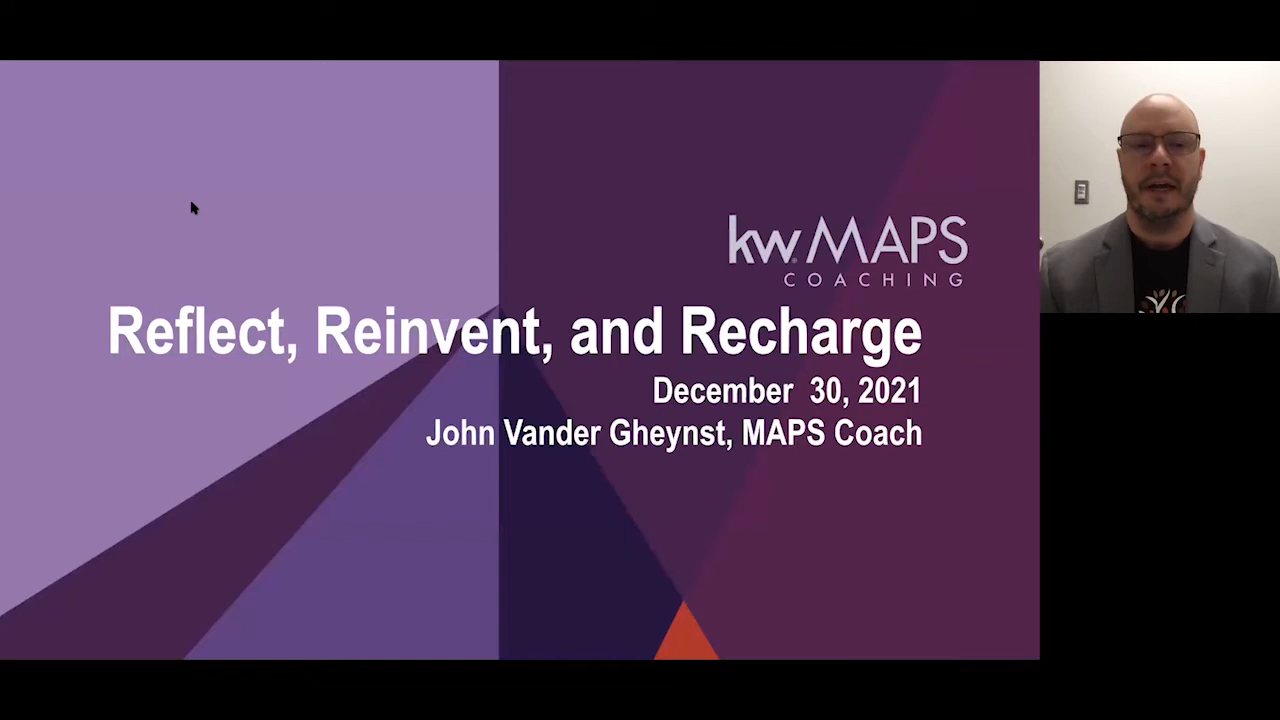 kw MAPS
COACHING
Reflect, Reinvent, and Recharge
December 30, 2021
John Vander Gheynst, MAPS Coach